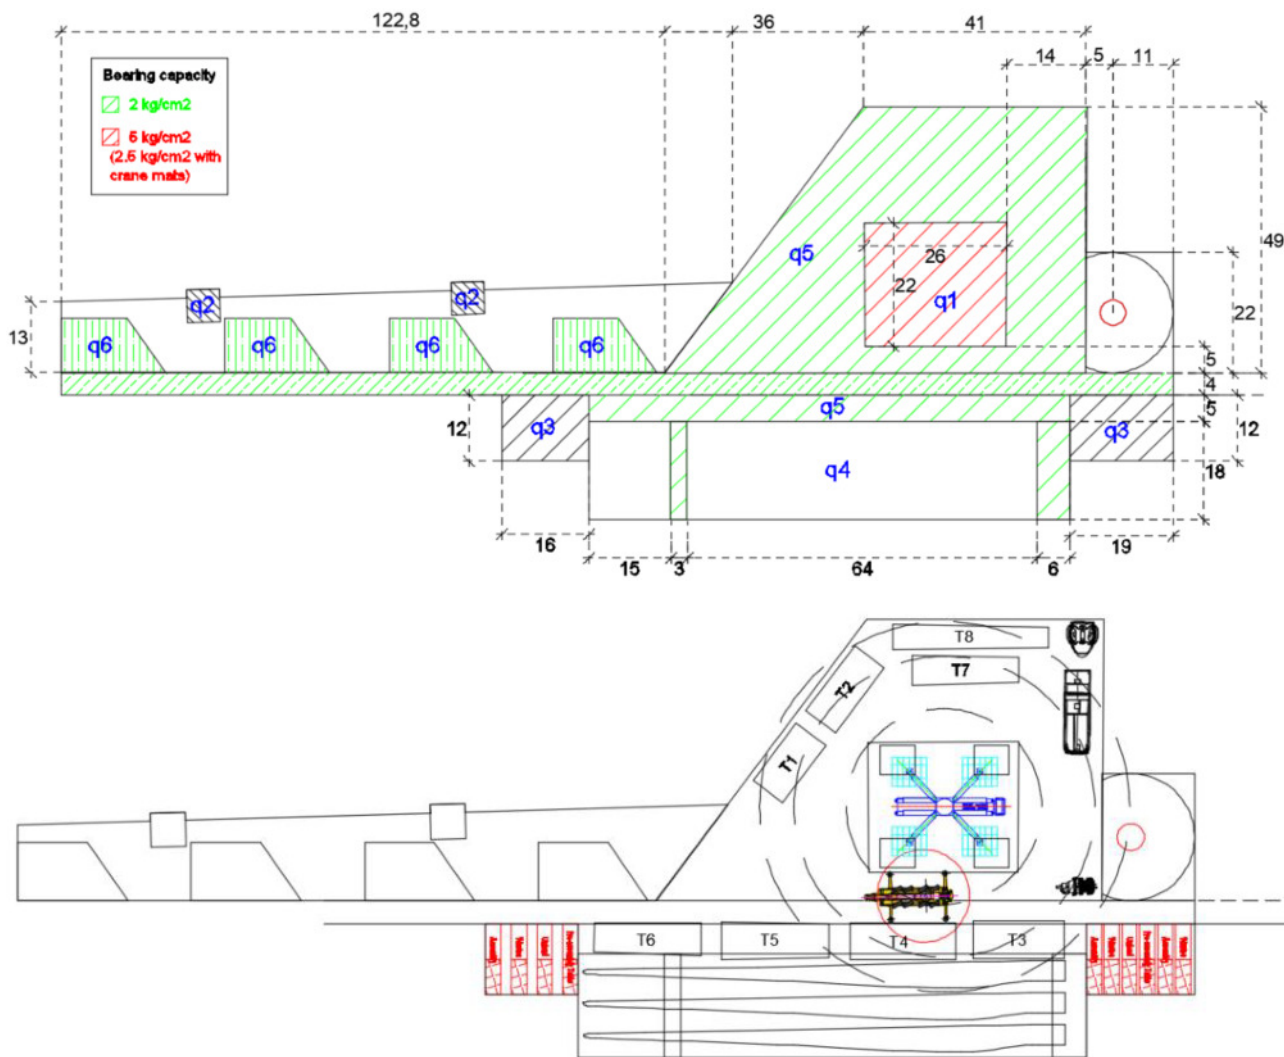 122,8
36
41
14
5
11
Bearing capacity
2 kg/cm2
5 kg/cm2
(2.5 kg/cm2 with
crane mats)
49
q5
26
22
q1
q2
q2
22
13
q6
q6
q6
q6
5
4
5
q5
12
q3
q3
12
q4
18
16
19
15
3
64
6
T8
T7
T2
T1
T6
T5
T4
T3